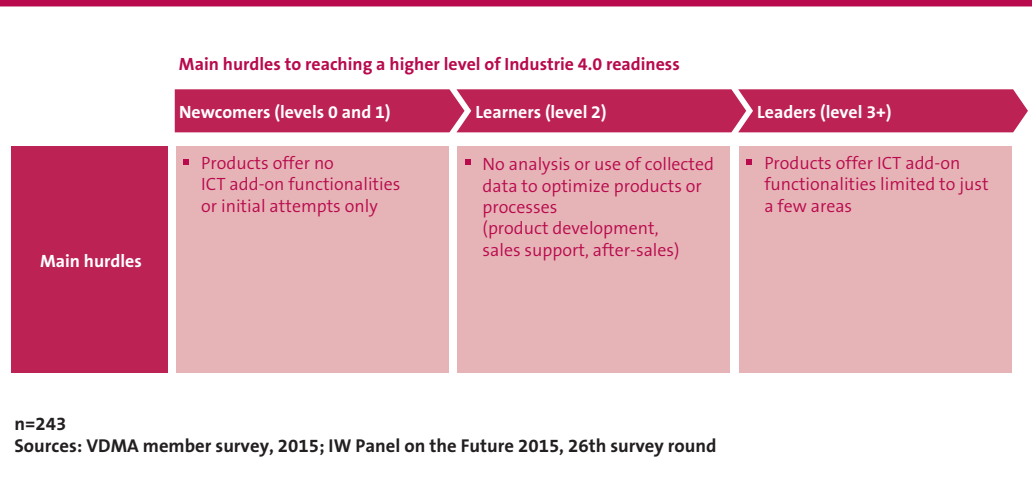 Main hurdles to reaching a higher level of Industrie 4.0 readiness
Newcomers (levels 0 and 1)
Learners (level 2)
Leaders (level 3+)
Main hurdles
▪ Products offer no
ICT add-on functionalities
or initial attempts only
▪ No analysis or use of collected
data to optimize products or
processes
(product development,
sales support, after-sales)
▪ Products offer ICT add-on
functionalities limited to just
a few areas
n=243
Sources: VDMA member survey, 2015; IW Panel on the Future 2015, 26th survey round